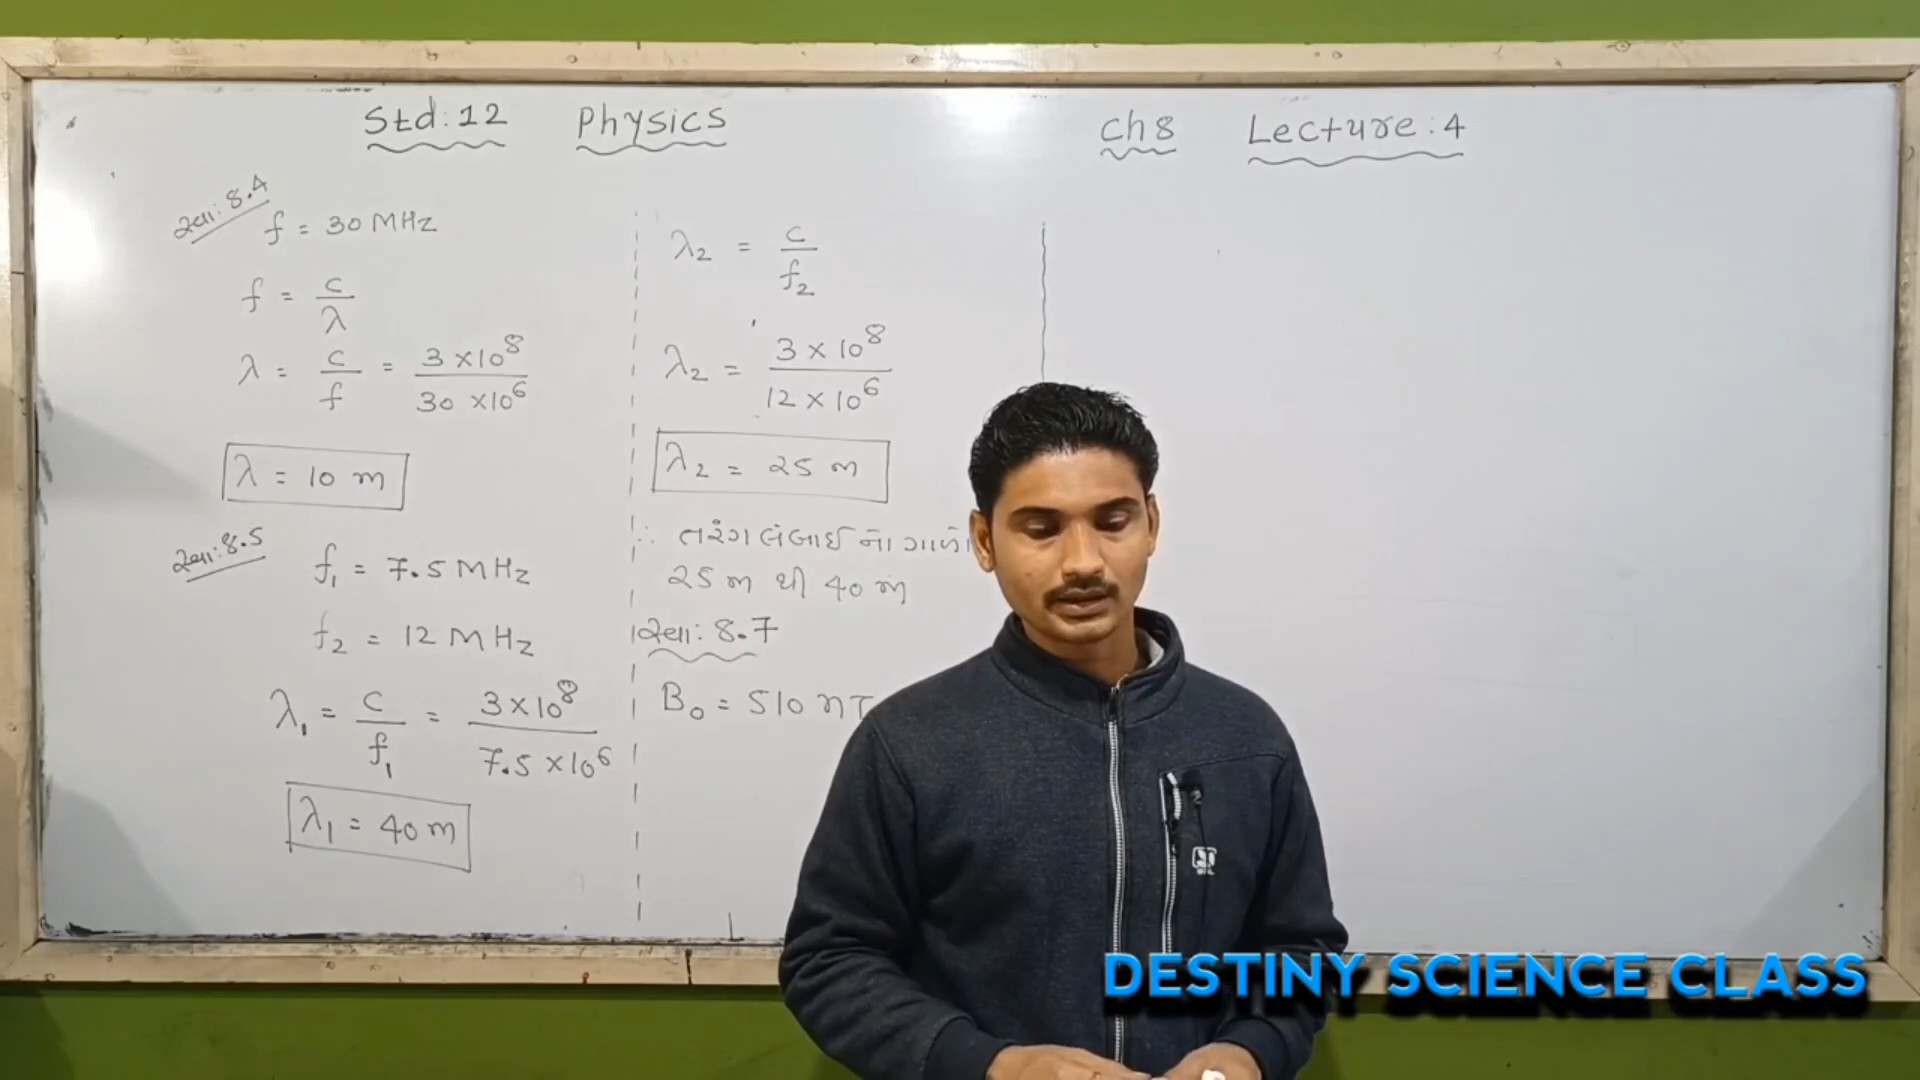 Std:12 Physics Ch 8 Lecture:4
સ્વા: 8.4
f = 30 MHz
f = c/λ
λ = c/f = 3×10⁸/30×10⁶
λ = 10 m
સ્વા: 8.5
f₁ = 7.5 MHz
f₂ = 12 MHz
λ₁ = c/f₁ = 3×10⁸/7.5×10⁶
λ₁ = 40 m
λ₂ = c/f₂
λ₂ = 3×10⁸/12×10⁶
λ₂ = 25 m
∴ તરંગલંબાઈ નો ગાળો
25 m થી 40 m
સ્વા: 8.7
B₀ = 510 nT
DESTINY SCIENCE CLASS